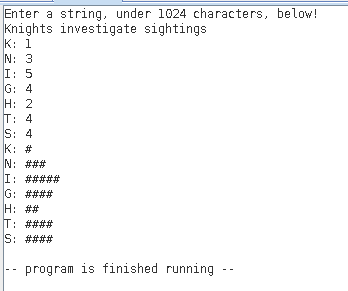 Enter a string, under 1024 characters, below!
Knights investigate sightings
K: 1
N: 3
I: 5
G: 4
H: 2
T: 4
S: 4
K: #
N: ###
I: #####
G: ####
H: ##
T: ####
S: ####
-- program is finished running --